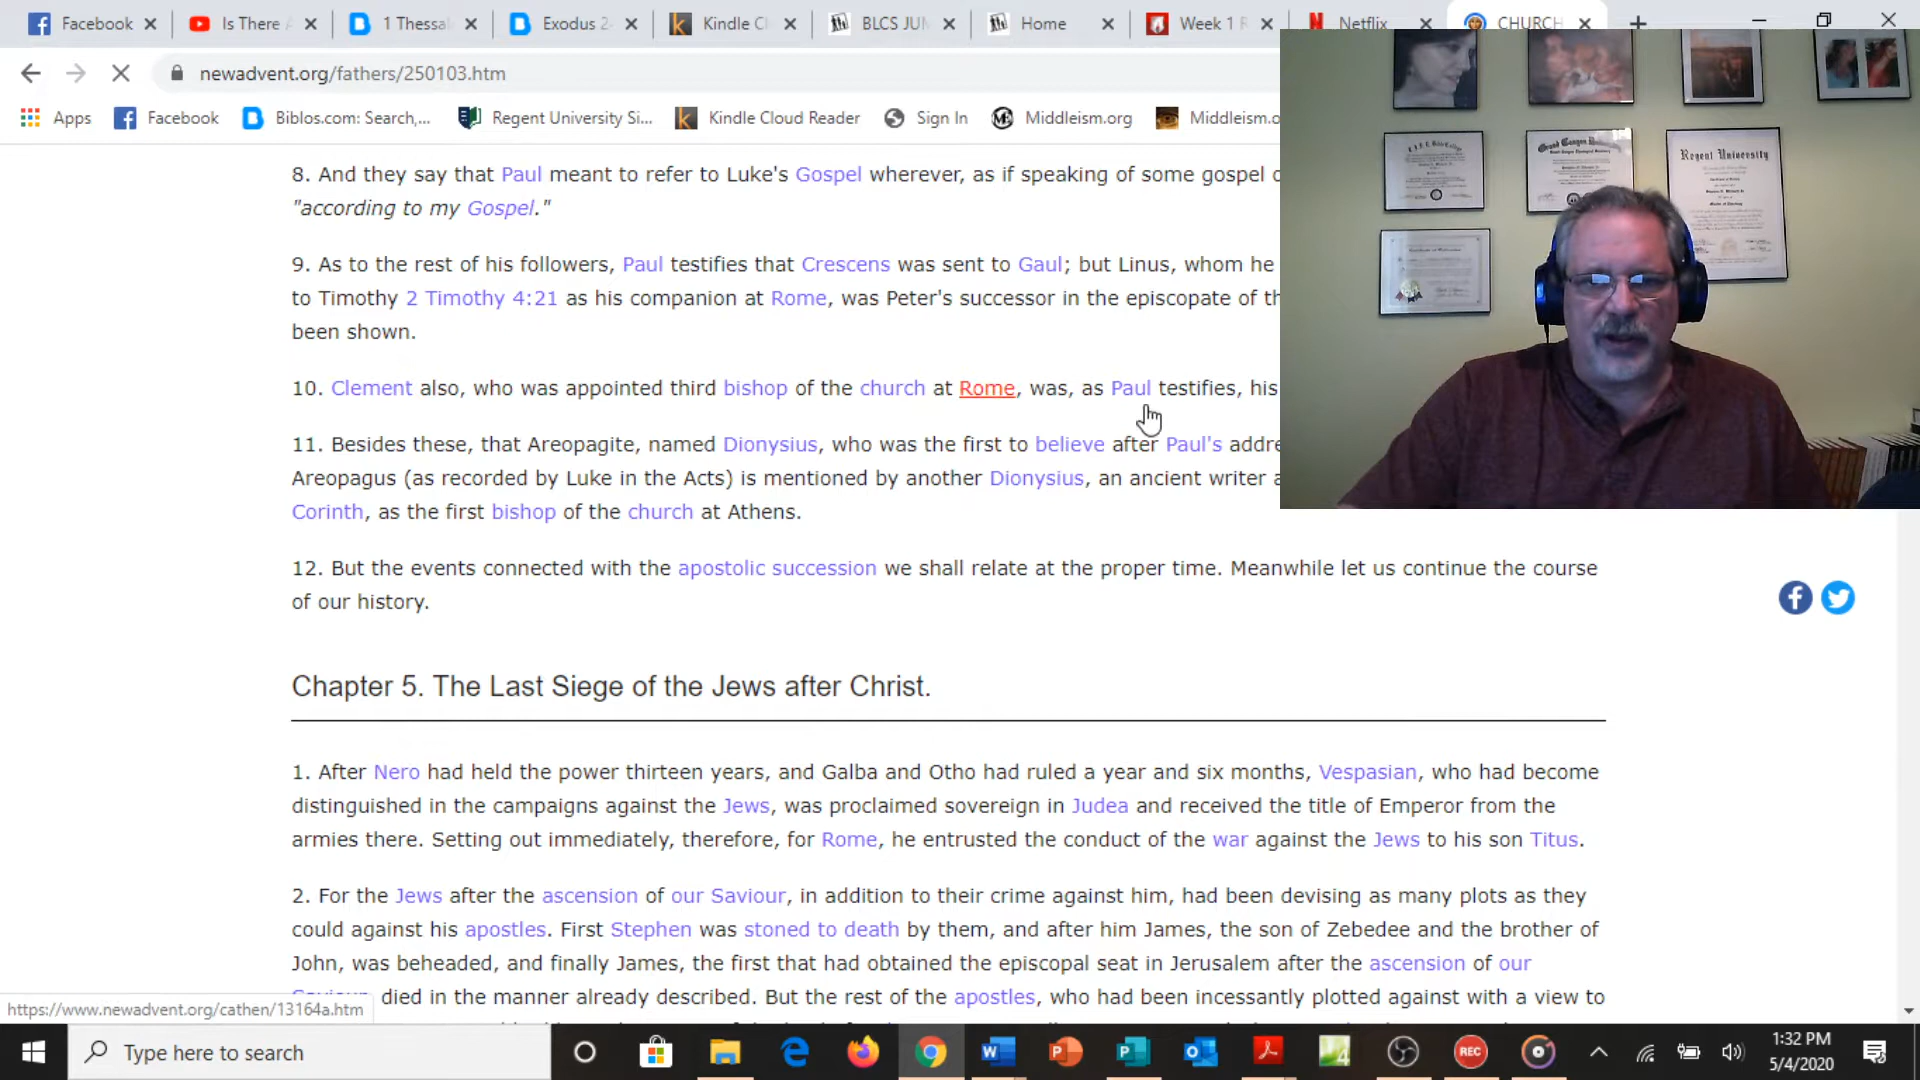 Facebook
Is There
1 Thessal
Exodus 2
Kindle Cl
BLCS JUN
Home
Week 1 R
Netflix
CHURCH
newadvent.org/fathers/250103.htm
Apps
Facebook
Biblos.com: Search,...
Regent University Si...
Kindle Cloud Reader
Sign In
Middleism.org
Middleism.o
8. And they say that Paul meant to refer to Luke's Gospel wherever, as if speaking of some gospel
"according to my Gospel."
9. As to the rest of his followers, Paul testifies that Crescens was sent to Gaul; but Linus, whom he
to Timothy 2 Timothy 4:21 as his companion at Rome, was Peter's successor in the episcopate of th
been shown.
10. Clement also, who was appointed third bishop of the church at Rome, was, as Paul testifies, his
11. Besides these, that Areopagite, named Dionysius, who was the first to believe after Paul's addre
Areopagus (as recorded by Luke in the Acts) is mentioned by another Dionysius, an ancient writer a
Corinth, as the first bishop of the church at Athens.
12. But the events connected with the apostolic succession we shall relate at the proper time. Meanwhile let us continue the course
of our history.
Chapter 5. The Last Siege of the Jews after Christ.
1. After Nero had held the power thirteen years, and Galba and Otho had ruled a year and six months, Vespasian, who had become
distinguished in the campaigns against the Jews, was proclaimed sovereign in Judea and received the title of Emperor from the
armies there. Setting out immediately, therefore, for Rome, he entrusted the conduct of the war against the Jews to his son Titus.
2. For the Jews after the ascension of our Saviour, in addition to their crime against him, had been devising as many plots as they
could against his apostles. First Stephen was stoned to death by them, and after him James, the son of Zebedee and the brother of
John, was beheaded, and finally James, the first that had obtained the episcopal seat in Jerusalem after the ascension of our
died in the manner already described. But the rest of the apostles, who had been incessantly plotted against with a view to
https://www.newadvent.org/cathen/13164a.htm
Regent University
Type here to search
REC
1:32 PM
5/4/2020